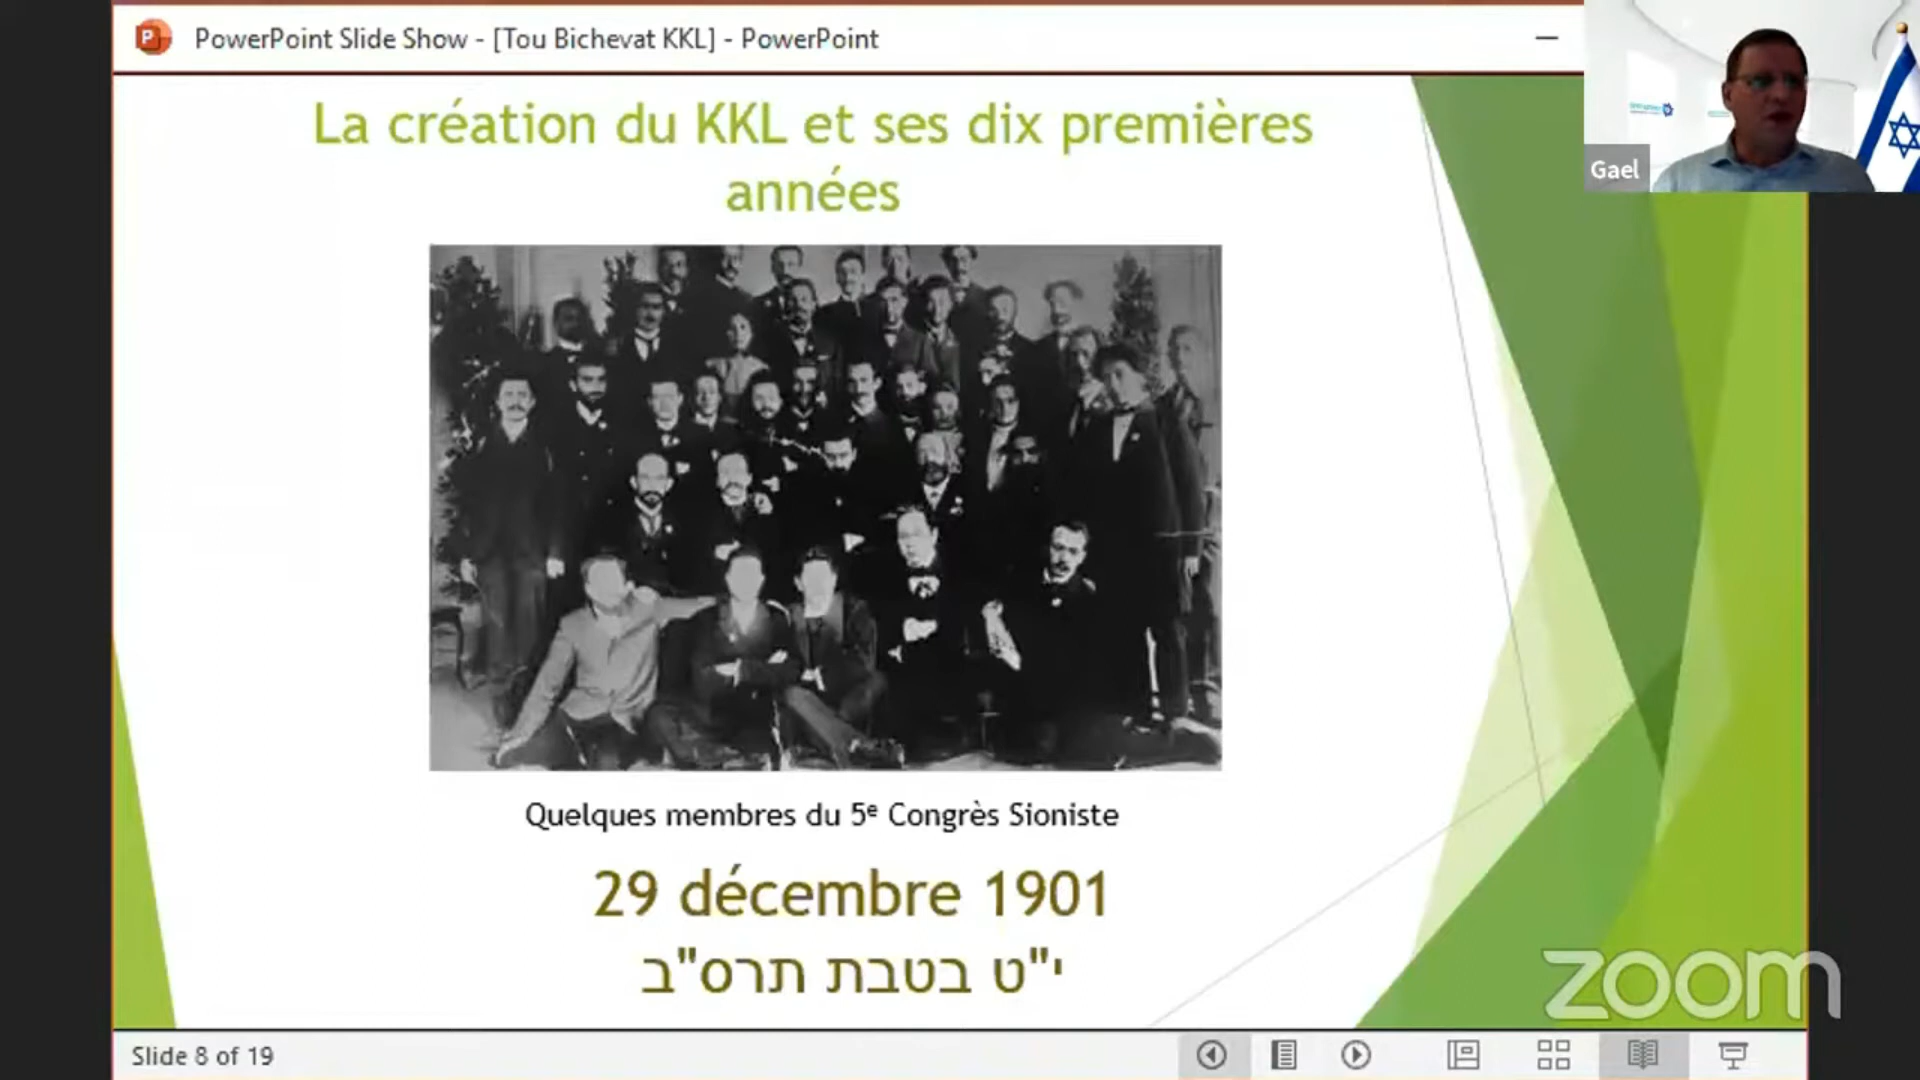 PowerPoint Slide Show - [Tou Bichevat KKL] - PowerPoint
La création du KKL et ses dix premières
années
Gael
Quelques membres du 5e Congrès Sioniste
29 décembre 1901
י"ט בטבת תרס"ב
zoom
Slide 8 of 19